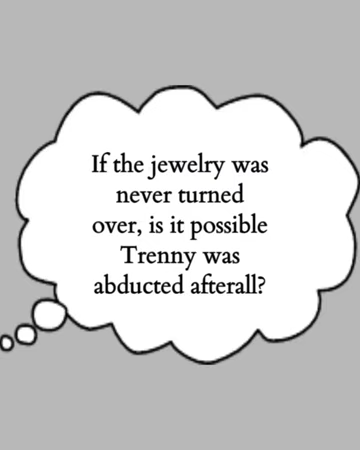 If the jewelry was
never turned
over, is it possible
Trenny was
abducted afterall?